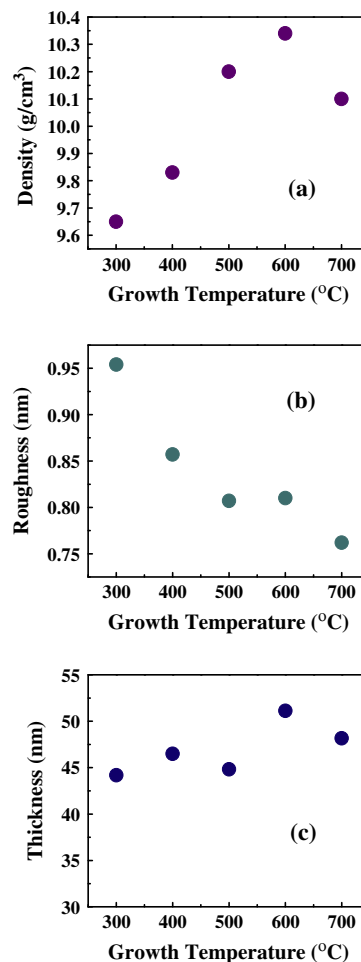 10.4
10.3
10.2
10.1
10.0
9.9
9.8
9.7
9.6
Density (g/cm³)
(a)
300 400 500 600 700
Growth Temperature (°C)
0.95
0.90
0.85
0.80
0.75
Roughness (nm)
(b)
300 400 500 600 700
Growth Temperature (°C)
55
50
45
40
35
30
Thickness (nm)
(c)
300 400 500 600 700
Growth Temperature (°C)